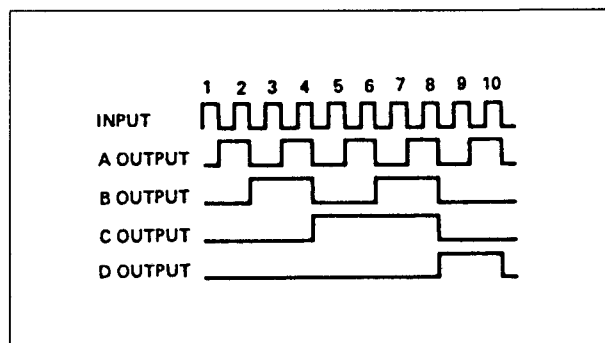 1 2 3 4 5 6 7 8 9 10
INPUT
A OUTPUT
B OUTPUT
C OUTPUT
D OUTPUT